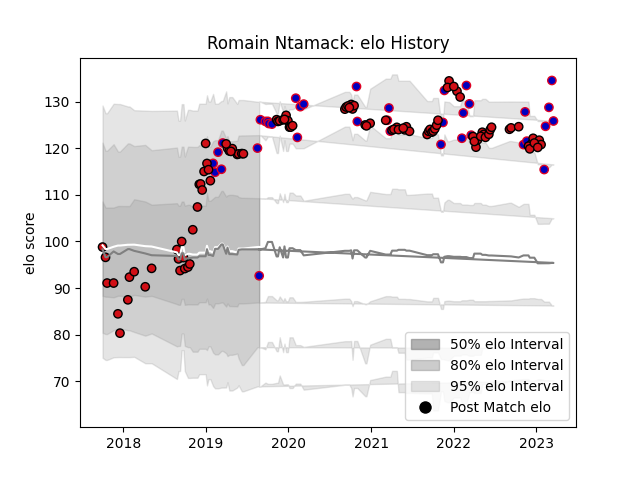 Romain Ntamack: elo History
elo score
130
120
110
100
90
80
70
50% elo Interval
80% elo Interval
95% elo Interval
Post Match elo
2018
2019
2020
2021
2022
2023